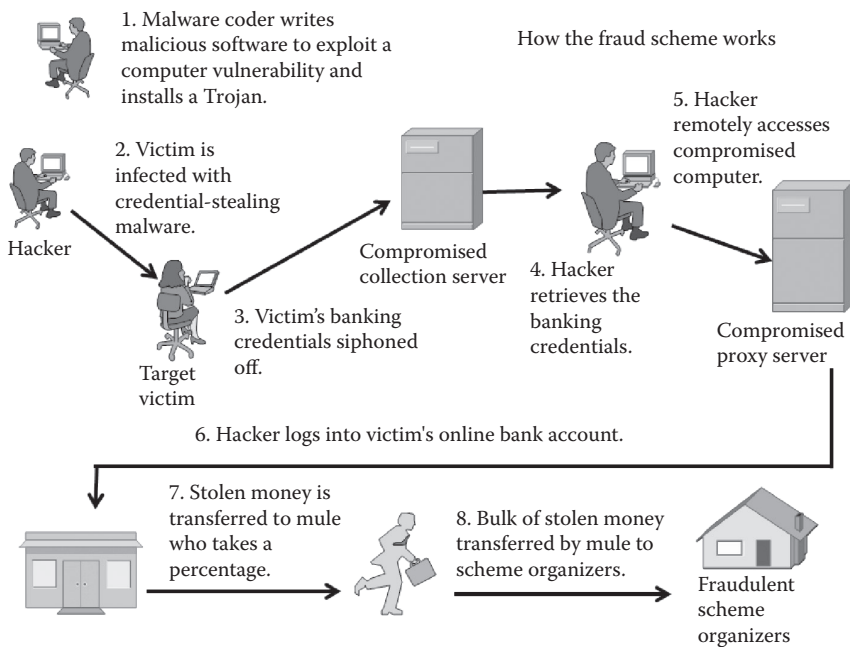 1. Malware coder writes
malicious software to exploit a
computer vulnerability and
installs a Trojan.
How the fraud scheme works
Hacker
2. Victim is
infected with
credential-stealing
malware.
Target
victim
3. Victim's banking
credentials siphoned
off.
Compromised
collection server
4. Hacker
retrieves the
banking
credentials.
5. Hacker
remotely accesses
compromised
computer.
Compromised
proxy server
6. Hacker logs into victim's online bank account.
7. Stolen money is
transferred to mule
who takes a
percentage.
8. Bulk of stolen money
transferred by mule to
scheme organizers.
Fraudulent
scheme
organizers